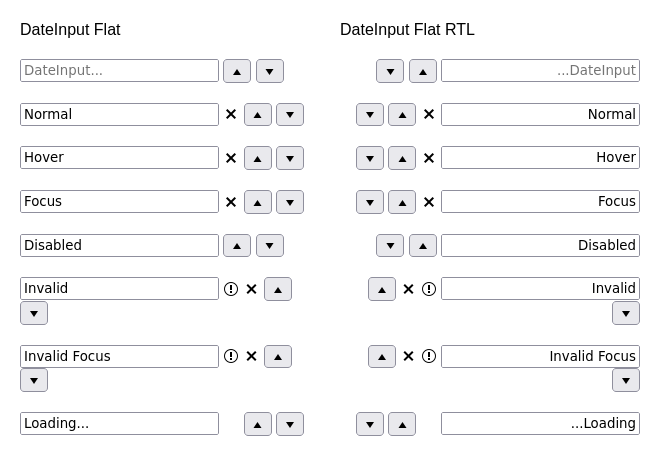 DateInput Flat
DateInput...
Normal
Hover
Focus
Disabled
Invalid
Invalid Focus
Loading...
DateInput Flat RTL
...DateInput
Normal
Hover
Focus
Disabled
Invalid
Invalid Focus
...Loading